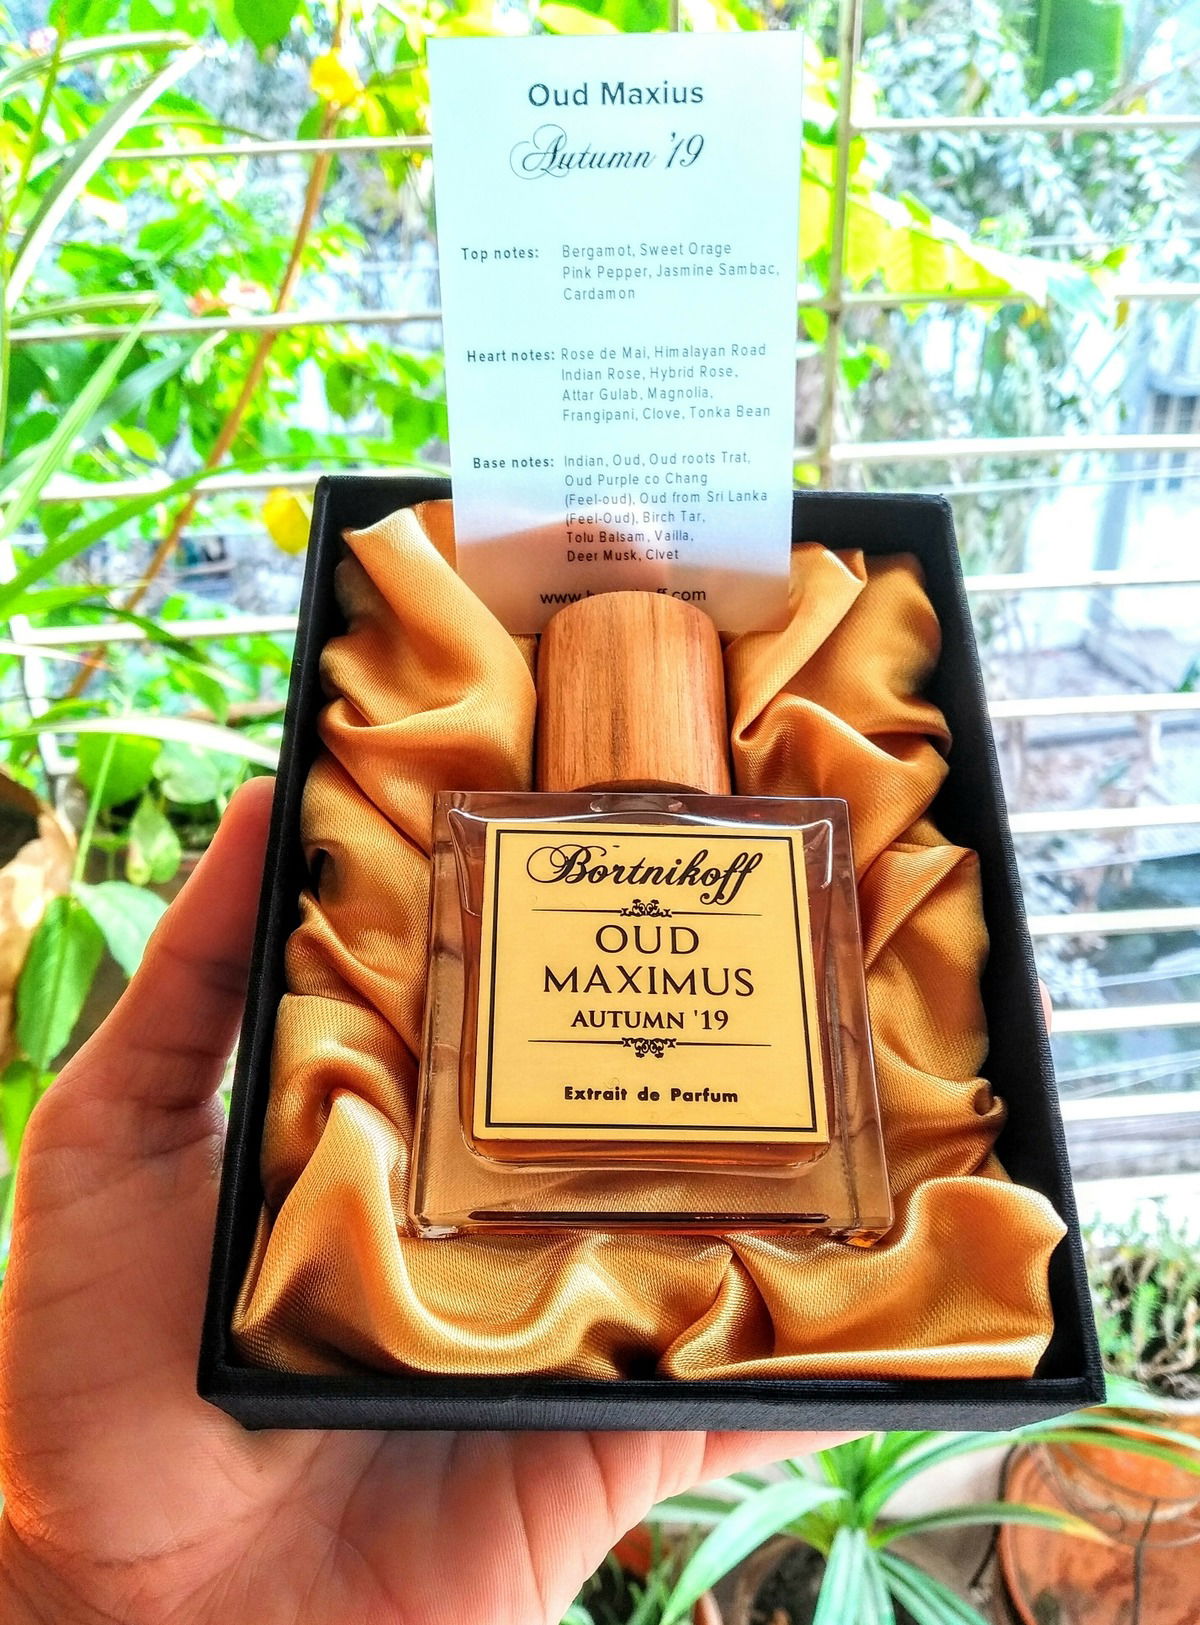 Oud Maxius
Autumn '19
Top notes: Bergamot, Sweet Orage
Pink Pepper, Jasmine Sambac,
Cardamon
Heart notes: Rose de Mai, Himalayan Road
Indian Rose, Hybrid Rose,
Attar Gulab, Magnolia,
Frangipani, Clove, Tonka Bean
Base notes: Indian, Oud, Oud roots Trat,
Oud Purple co Chang
(Feel-oud), Oud from Sri Lanka
(Feel-Oud), Birch Tar,
Tolu Balsam, Vailla,
Deer Musk, Civet
Bortnikoff
OUD
MAXIMUS
AUTUMN '19
Extrait de Parfum